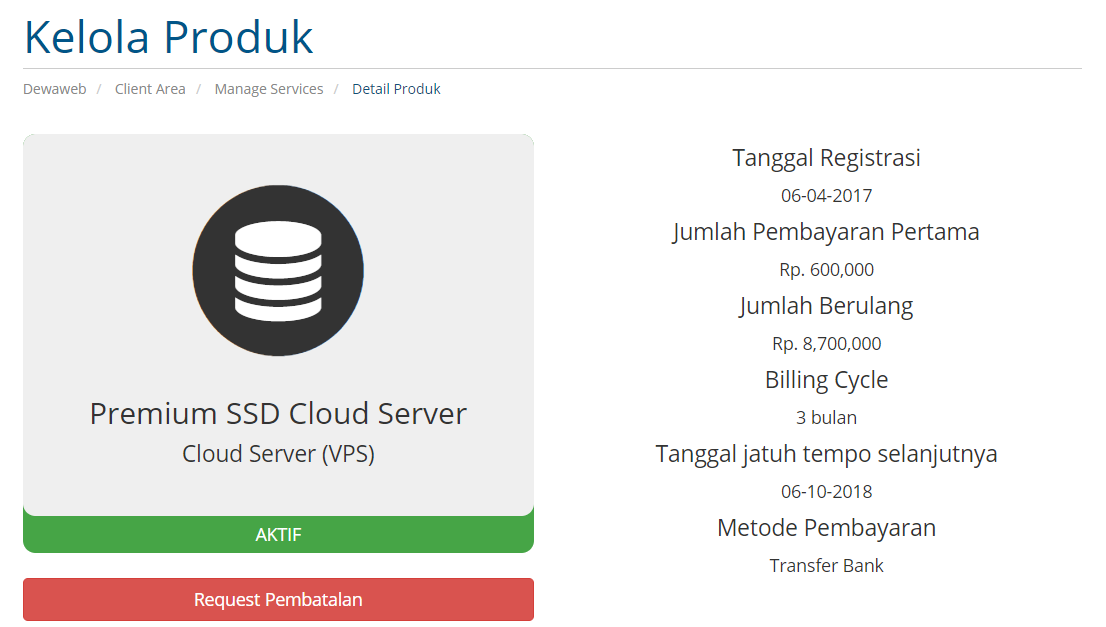 Kelola Produk
Dewaweb / Client Area / Manage Services / Detail Produk
Premium SSD Cloud Server
Cloud Server (VPS)
AKTIF
Request Pembatalan
Tanggal Registrasi
06-04-2017
Jumlah Pembayaran Pertama
Rp. 600,000
Jumlah Berulang
Rp. 8,700,000
Billing Cycle
3 bulan
Tanggal jatuh tempo selanjutnya
06-10-2018
Metode Pembayaran
Transfer Bank